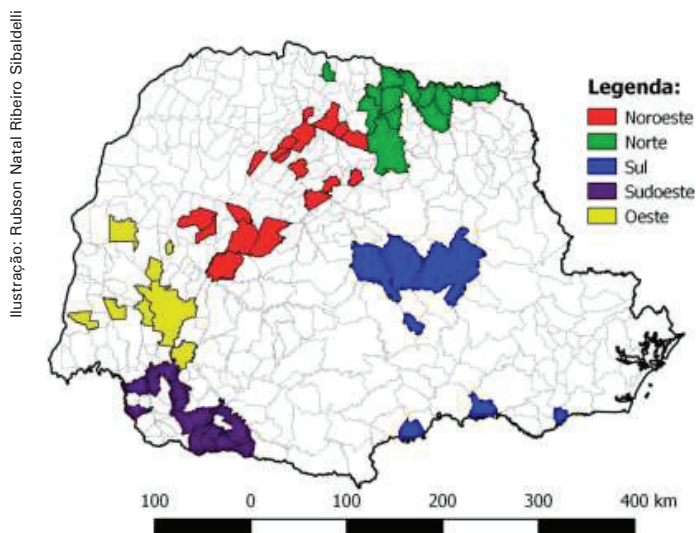 Ilustração: Rubson Natal Ribeiro Sibaldelli
Legenda:
Noroeste
Norte
Sul
Sudoeste
Oeste
100 0 100 200 300 400 km